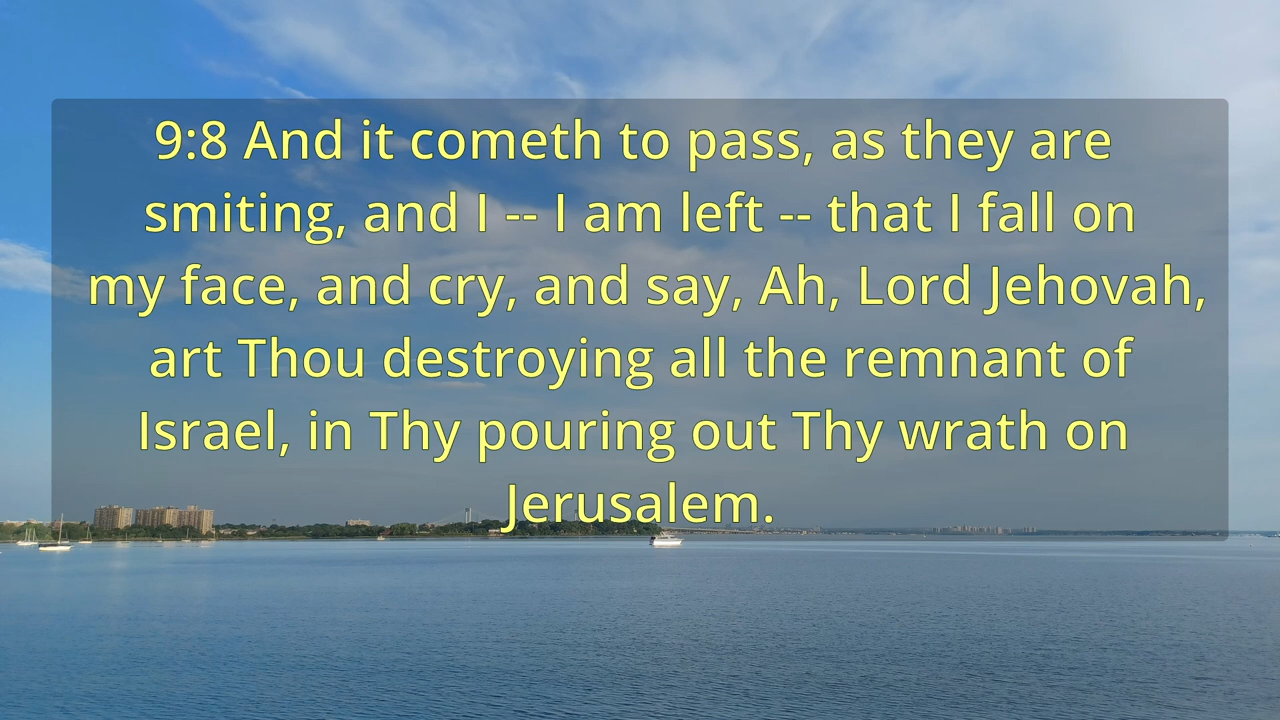 9:8 And it cometh to pass, as they are
smiting, and I -- I am left -- that I fall on
my face, and cry, and say, Ah, Lord Jehovah,
art Thou destroying all the remnant of
Israel, in Thy pouring out Thy wrath on
Jerusalem.